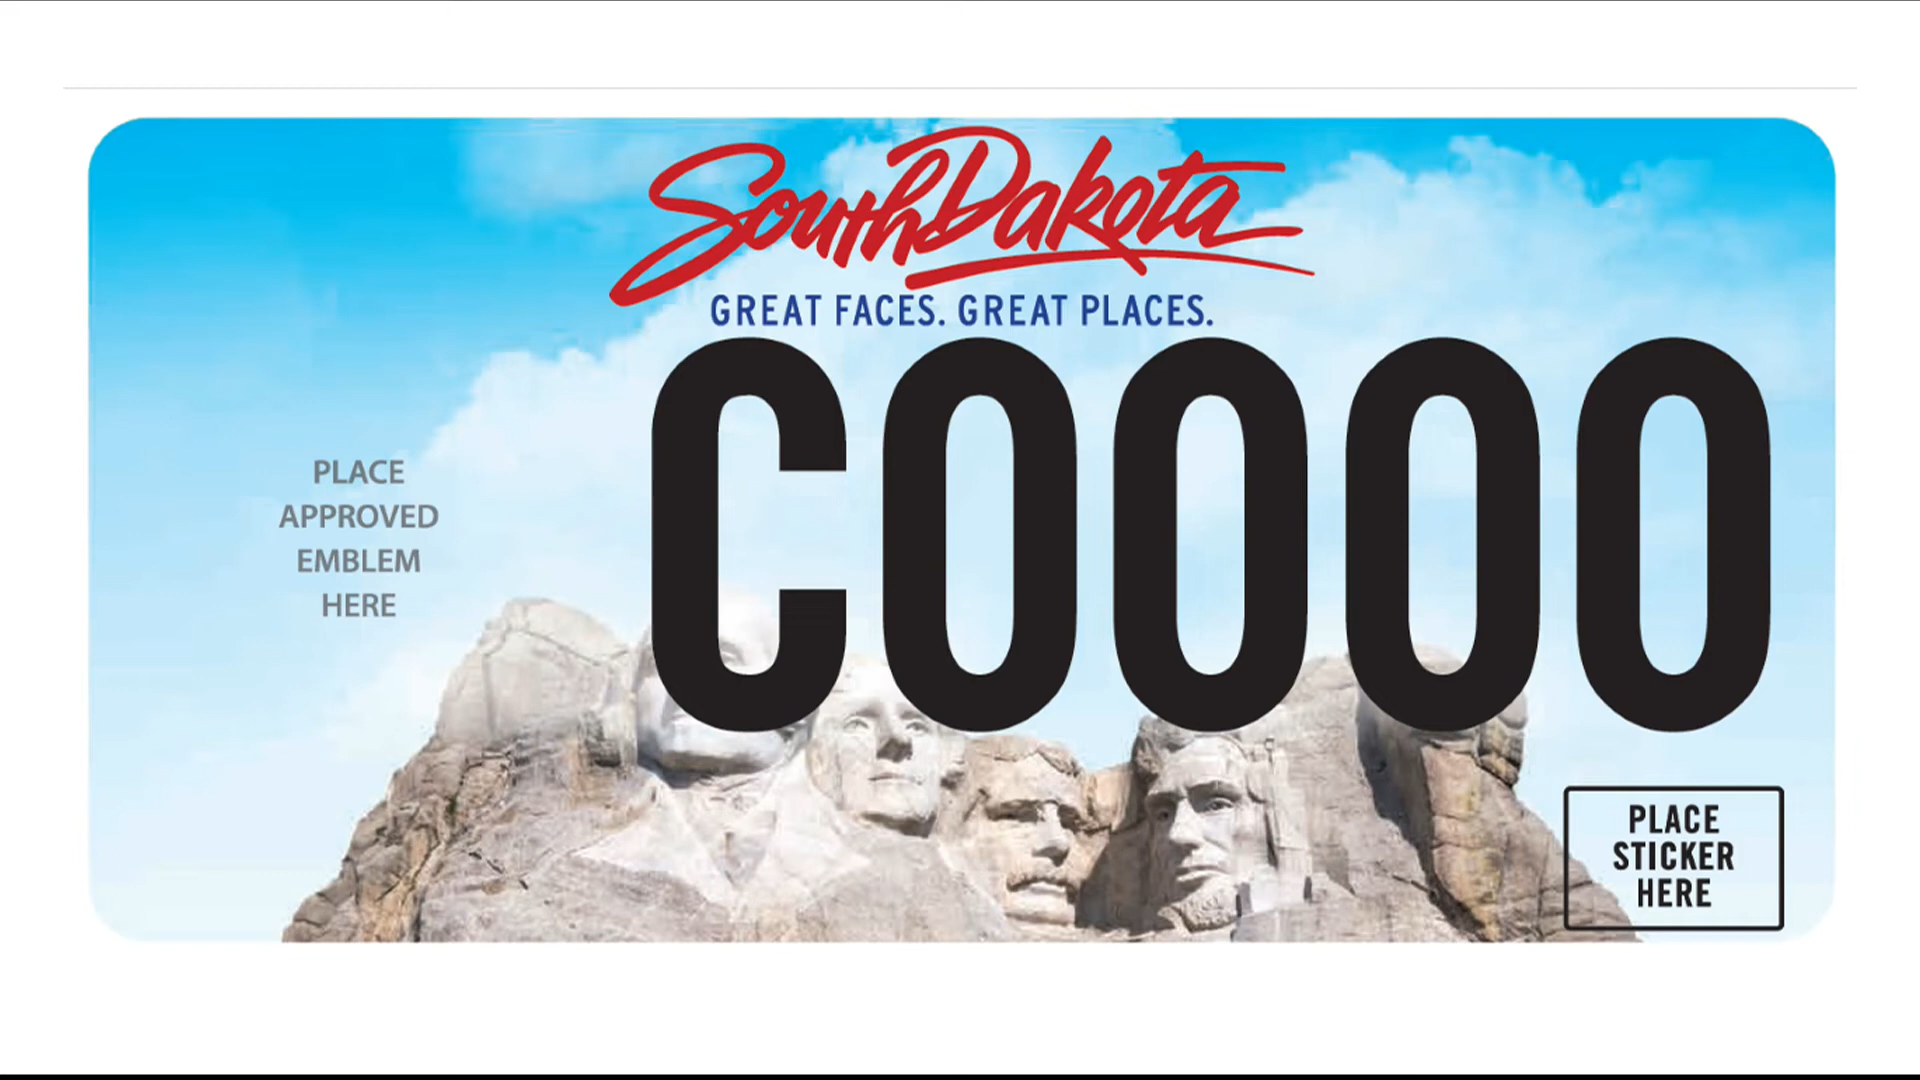 South Dakota
GREAT FACES. GREAT PLACES.
C0000
PLACE
APPROVED
EMBLEM
HERE
PLACE
STICKER
HERE